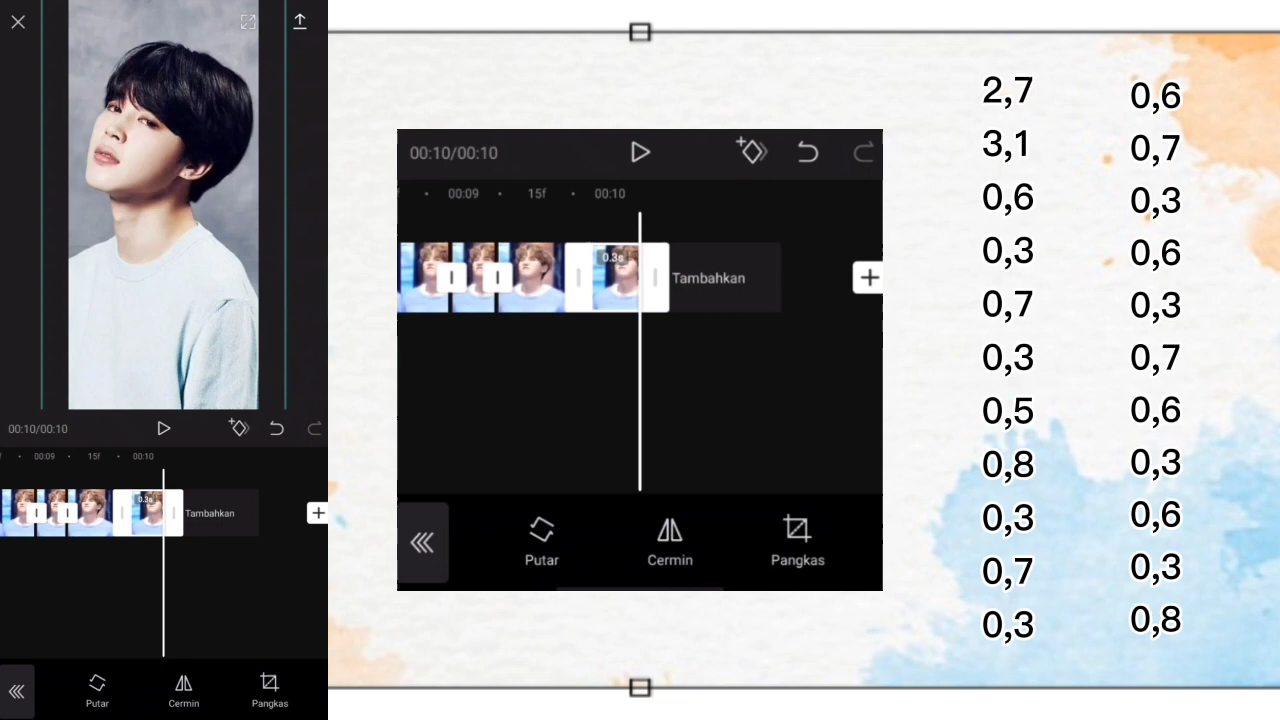 00:10/00:10
00:09
15f
00:10
0.3s
Tambahkan
Putar
Cermin
Pangkas
00:10/00:10
00:09
15f
00:10
0.3s
Tambahkan
Putar
Cermin
Pangkas
2,7
3,1
0,6
0,3
0,7
0,3
0,5
0,8
0,3
0,7
0,3
0,6
0,7
0,3
0,6
0,3
0,7
0,6
0,3
0,6
0,3
0,8